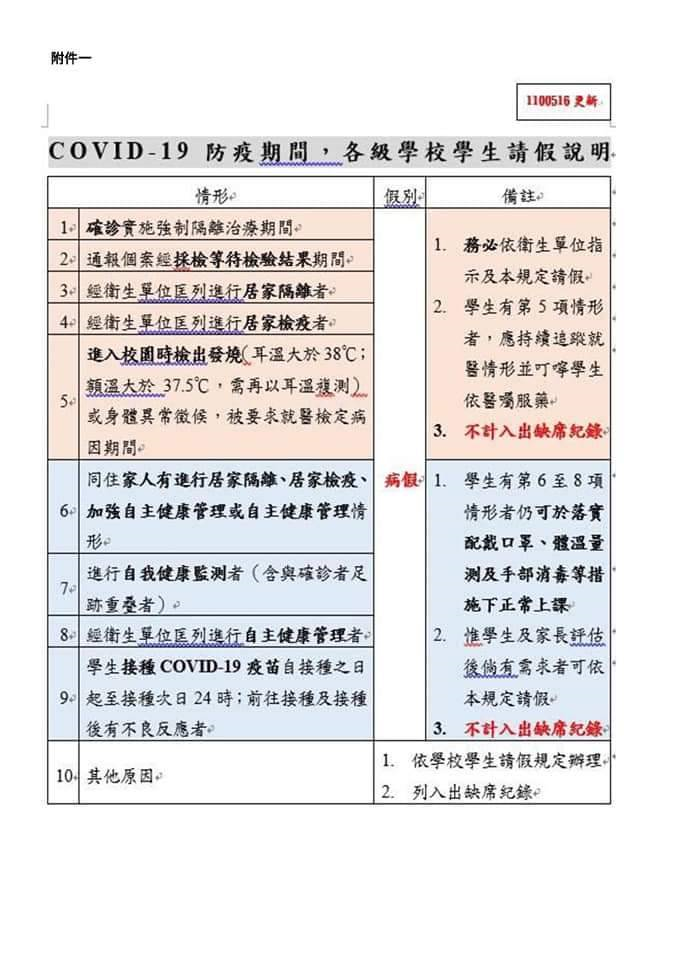 附件一
1100516 更新
COVID-19 防疫期間，各級學校學生請假說明
情形 假別 備註
1 確診實施強制隔離治療期間
2 通報個案經採檢等待檢驗結果期間
3 經衛生單位匡列進行居家隔離者
4 經衛生單位匡列進行居家檢疫者
5 進入校園時檢出發燒(耳溫大於38℃；
額溫大於 37.5℃，需再以耳溫複測)
或身體異常徵候，被要求就醫檢定病
因期間
1. 務必依衛生單位指
示及本規定請假
2. 學生有第 5 項情形
者，應持續追蹤就
醫情形並叮嚀學生
依醫囑服藥
3. 不計入出缺席紀錄
病假
6 同住家人有進行居家隔離、居家檢疫、
加強自主健康管理或自主健康管理情
形
7 進行自我健康監測者（含與確診者足
跡重疊者）
8 經衛生單位匡列進行自主健康管理者
9 學生接種 COVID-19 疫苗自接種之日
起至接種次日 24 時；前往接種及接種
後有不良反應者
1. 學生有第 6 至 8 項
情形者仍可於落實
配戴口罩、體溫量
測及手部消毒等措
施下正常上課
2. 惟學生及家長評估
後倘有需求者可依
本規定請假
3. 不計入出缺席紀錄
10 其他原因
1. 依學校學生請假規定辦理
2. 列入出缺席紀錄